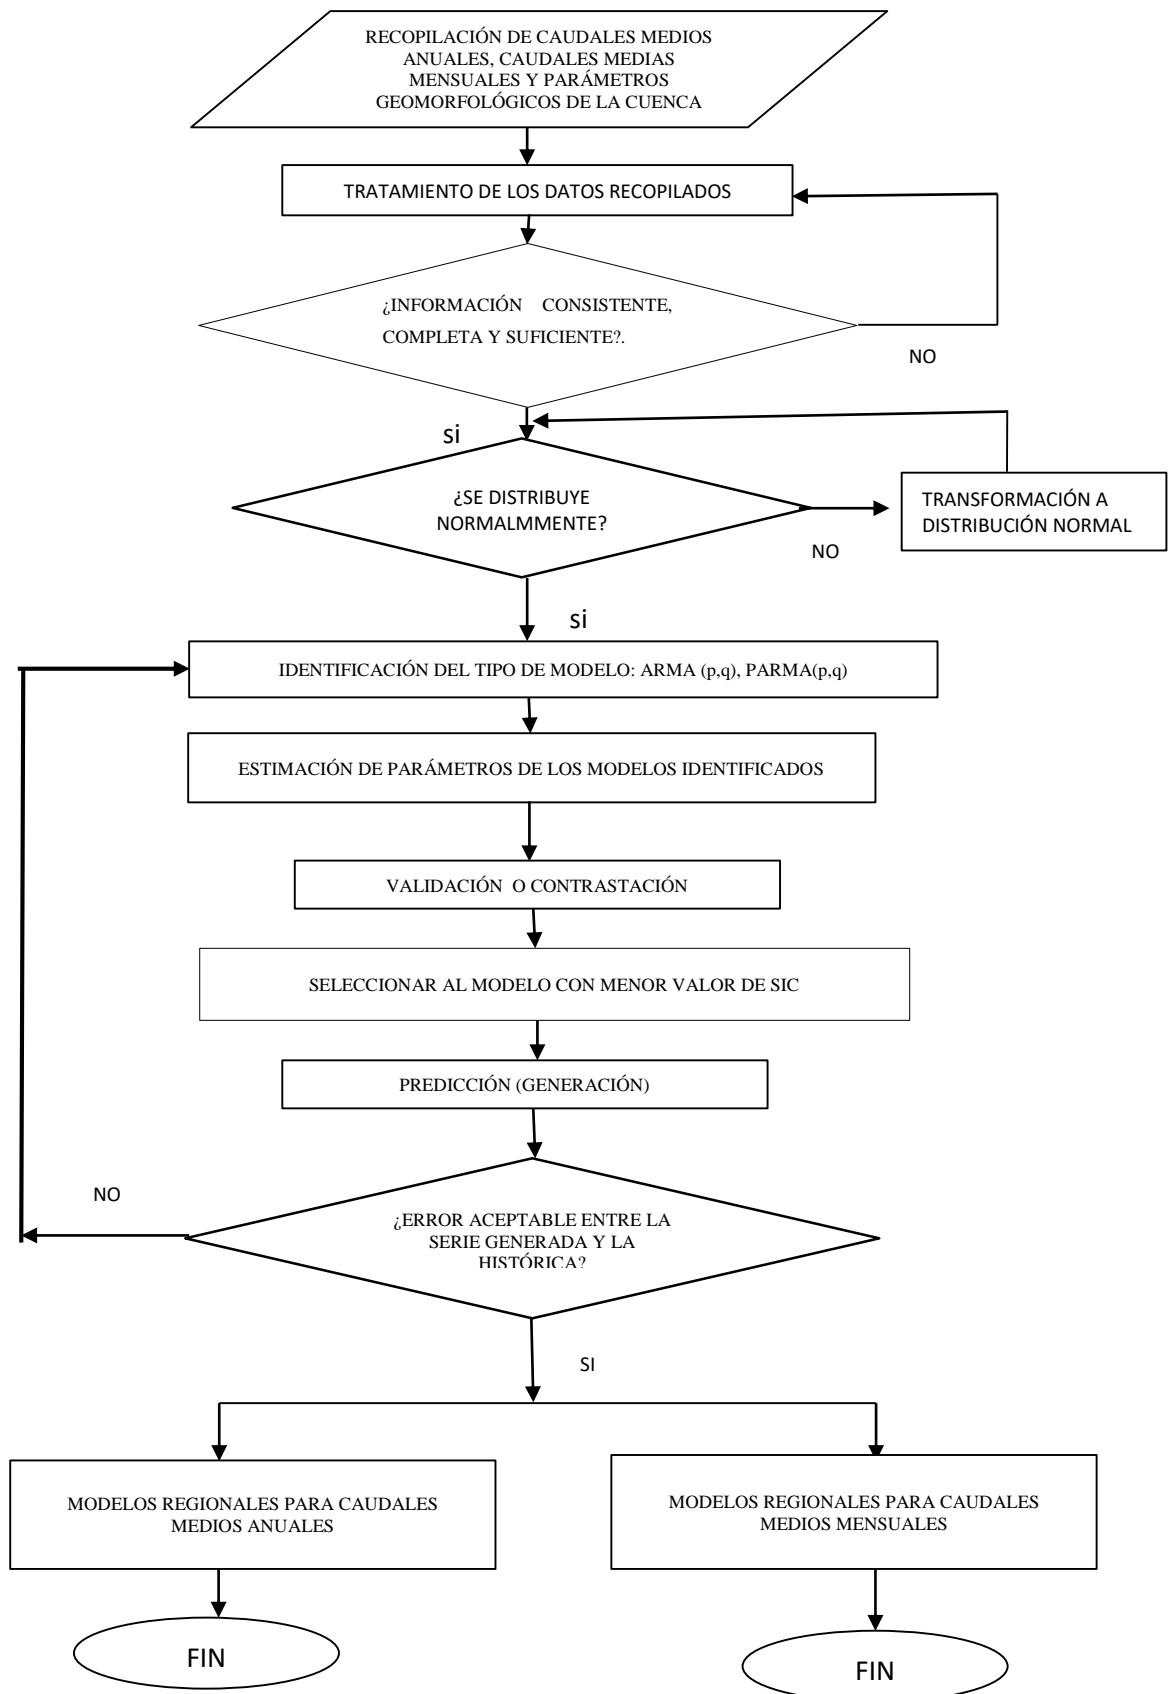 RECOPILACIÓN DE CAUDALES MEDIOS
ANUALES, CAUDALES MEDIAS
MENSUALES Y PARÁMETROS
GEOMORFOLÓGICOS DE LA CUENCA
TRATAMIENTO DE LOS DATOS RECOPILADOS
¿INFORMACIÓN CONSISTENTE,
COMPLETA Y SUFICIENTE?.
NO
si
¿SE DISTRIBUYE
NORMALMMENTE?
NO
TRANSFORMACIÓN A
DISTRIBUCIÓN NORMAL
si
IDENTIFICACIÓN DEL TIPO DE MODELO: ARMA (p,q), PARMA(p,q)
ESTIMACIÓN DE PARÁMETROS DE LOS MODELOS IDENTIFICADOS
VALIDACIÓN O CONTRASTACIÓN
SELECCIONAR AL MODELO CON MENOR VALOR DE SIC
PREDICCIÓN (GENERACIÓN)
NO
¿ERROR ACEPTABLE ENTRE LA
SERIE GENERADA Y LA
HISTÓRICA?
SI
MODELOS REGIONALES PARA CAUDALES
MEDIOS ANUALES
MODELOS REGIONALES PARA CAUDALES
MEDIOS MENSUALES
FIN
FIN